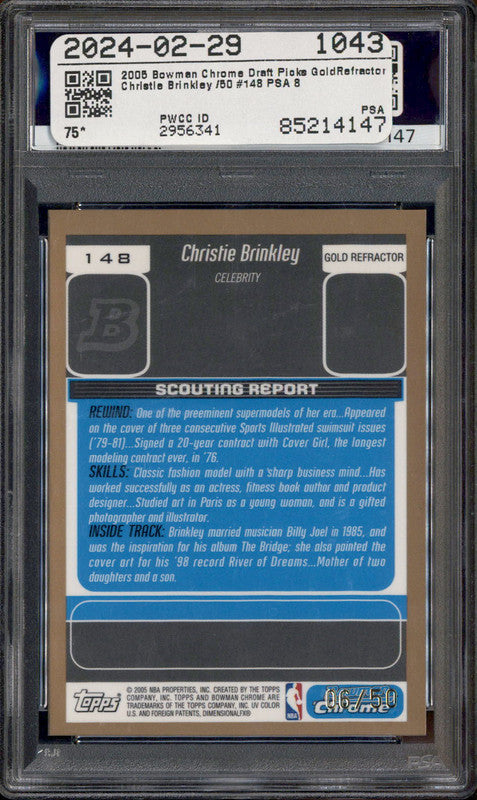 2024-02-29 1043
2005 Bowman Chrome Draft Picks GoldRefractor
Christie Brinkley /50 #148 PSA 8
75*
PWCC ID
2956341
PSA
85214147
47
148
Christie Brinkley
GOLD REFRACTOR
CELEBRITY
B
SCOUTING REPORT
REWIND: One of the preeminent supermodels of her era...Appeared
on the cover of three consecutive Sports Illustrated swimsuit issues
('79-81)...Signed a 20-year contract with Cover Girl, the longest
modeling contract ever, in '76.
SKILLS: Classic fashion model with a sharp business mind...Has
worked successfully as an actress, fitness book author and product
designer...Studied art in Paris as a young woman, and is a gifted
photographer and illustrator.
INSIDE TRACK: Brinkley married musician Billy Joel in 1985, and
was the inspiration for his album The Bridge; she also painted the
cover art for his '98 record River of Dreams...Mother of two
daughters and a son.
Topps
© 2005 NBA PROPERTIES, INC. CREATED BY THE TOPPS
COMPANY, INC. TOPPS AND BOWMAN CHROME ARE
TRADEMARKS OF THE TOPPS COMPANY, INC. UV COLOR
U.S. AND FOREIGN PATENTS, DIMENSIONALFX®
NBA
06/50
Chrome